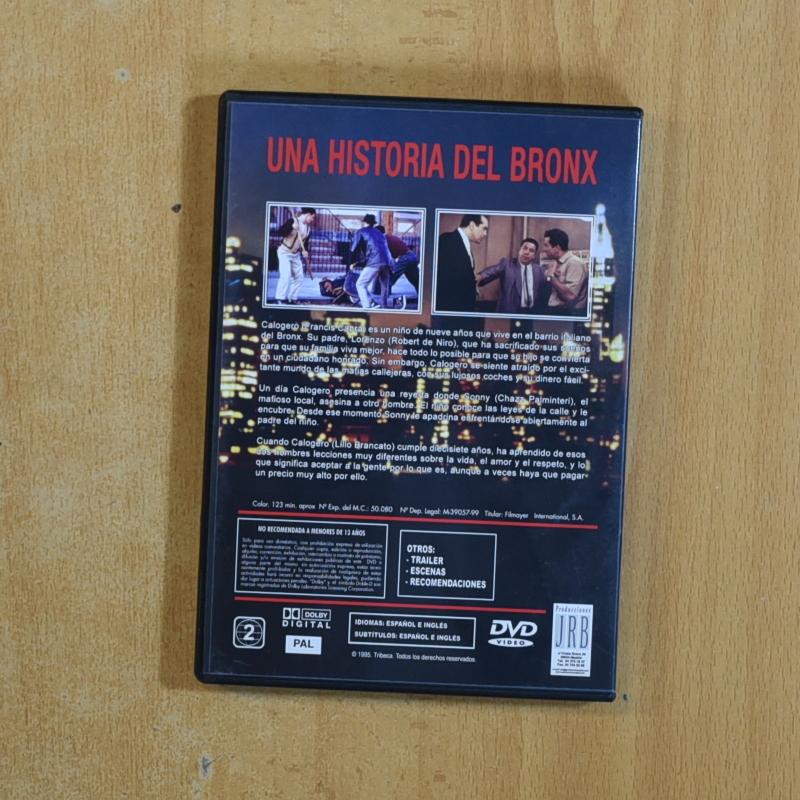 UNA HISTORIA DEL BRONX
Calogero (Francis Capra) es un niño de nueve años que vive en el barrio italiano
del Bronx. Su padre, Lorenzo (Robert de Niro), que ha sacrificado sus sueños
para que su familia viva mejor, hace todo lo posible para que su hijo se convierta
en un ciudadano honrado. Sin embargo, Calogero se siente atraído por el exci-
tante mundo de las mafias callejeras, con sus lujosos coches y su dinero fácil.
Un día Calogero presencia una reyerta donde Sonny (Chazz Palminteri), el
mafioso local, asesina a otro hombre. El niño conoce las leyes de la calle y le
encubre. Desde ese momento Sonny le apadrina enfrentándose abiertamente al
padre del niño.
Cuando Calogero (Lillo Brancato) cumple diecisiete años, ha aprendido de esos
dos hombres lecciones muy diferentes sobre la vida, el amor y el respeto, y lo
que significa aceptar a la gente por lo que es, aunque a veces haya que pagar
un precio muy alto por ello.
Color. 123 min. aprox Nº Exp. del M.C.: 50.080 Nº Dep. Legal: M-39057-99 Titular: Filmayer International, S.A.
NO RECOMENDADA A MENORES DE 13 AÑOS
OTROS:
- TRAILER
- ESCENAS
- RECOMENDACIONES
DOLBY
DIGITAL
2
PAL
IDIOMAS: ESPAÑOL E INGLÉS
SUBTÍTULOS: ESPAÑOL E INGLÉS
DVD
VIDEO
© 1995. Tribeca. Todos los derechos reservados
Producciones
JRB